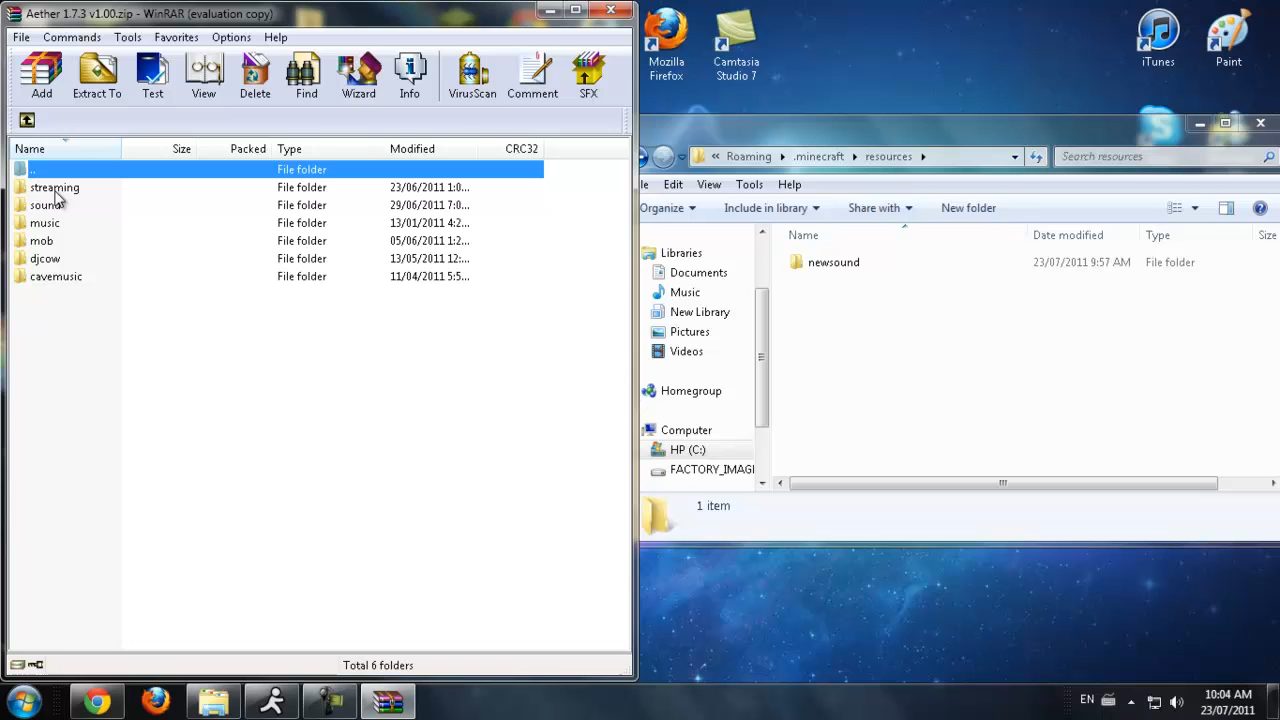 Aether 1.7.3 v1.00.zip - WinRAR (evaluation copy)
File Commands Tools Favorites Options Help
Add Extract To Test View Delete Find Wizard Info VirusScan Comment SFX
Name Size Packed Type Modified CRC32
.. File folder
streaming File folder 23/06/2011 1:0...
sound File folder 29/06/2011 7:0...
music File folder 13/01/2011 4:2...
mob File folder 05/06/2011 1:2...
djcow File folder 13/05/2011 12:...
cavemusic File folder 11/04/2011 5:5...
Total 6 folders
Mozilla
Firefox
Camtasia
Studio 7
iTunes
Paint
« Roaming .minecraft resources
Search resources
le Edit View Tools Help
Organize Include in library Share with New folder
Name Date modified Type Size
newsound 23/07/2011 9:57 AM File folder
Libraries
Documents
Music
New Library
Pictures
Videos
Homegroup
Computer
HP (C:)
FACTORY_IMAG
1 item
EN
10:04 AM
23/07/2011